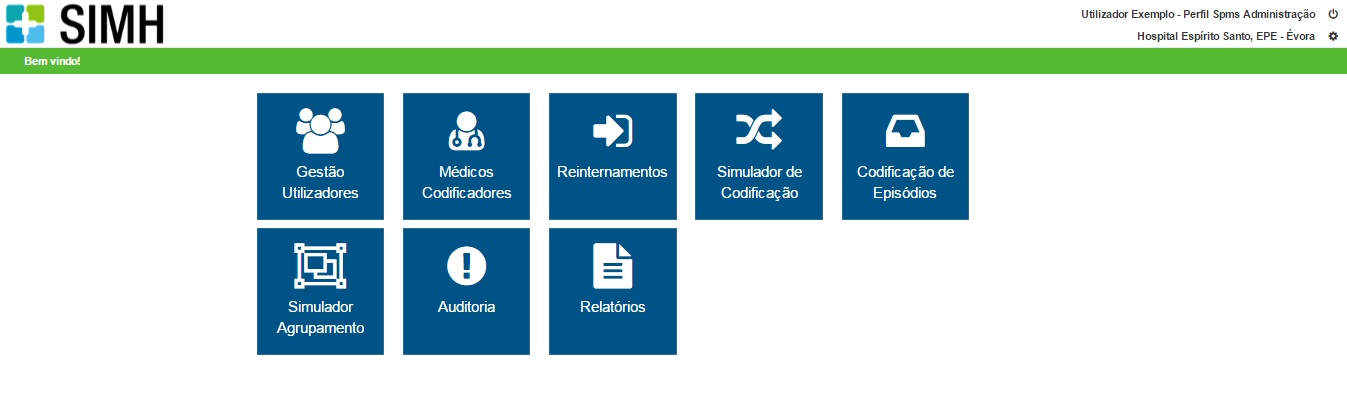 SIMH
Utilizador Exemplo - Perfil Spms Administração
Hospital Espírito Santo, EPE - Évora
Bem vindo!
Gestão
Utilizadores
Médicos
Codificadores
Reinternamentos
Simulador de
Codificação
Codificação de
Episódios
Simulador
Agrupamento
Auditoria
Relatórios